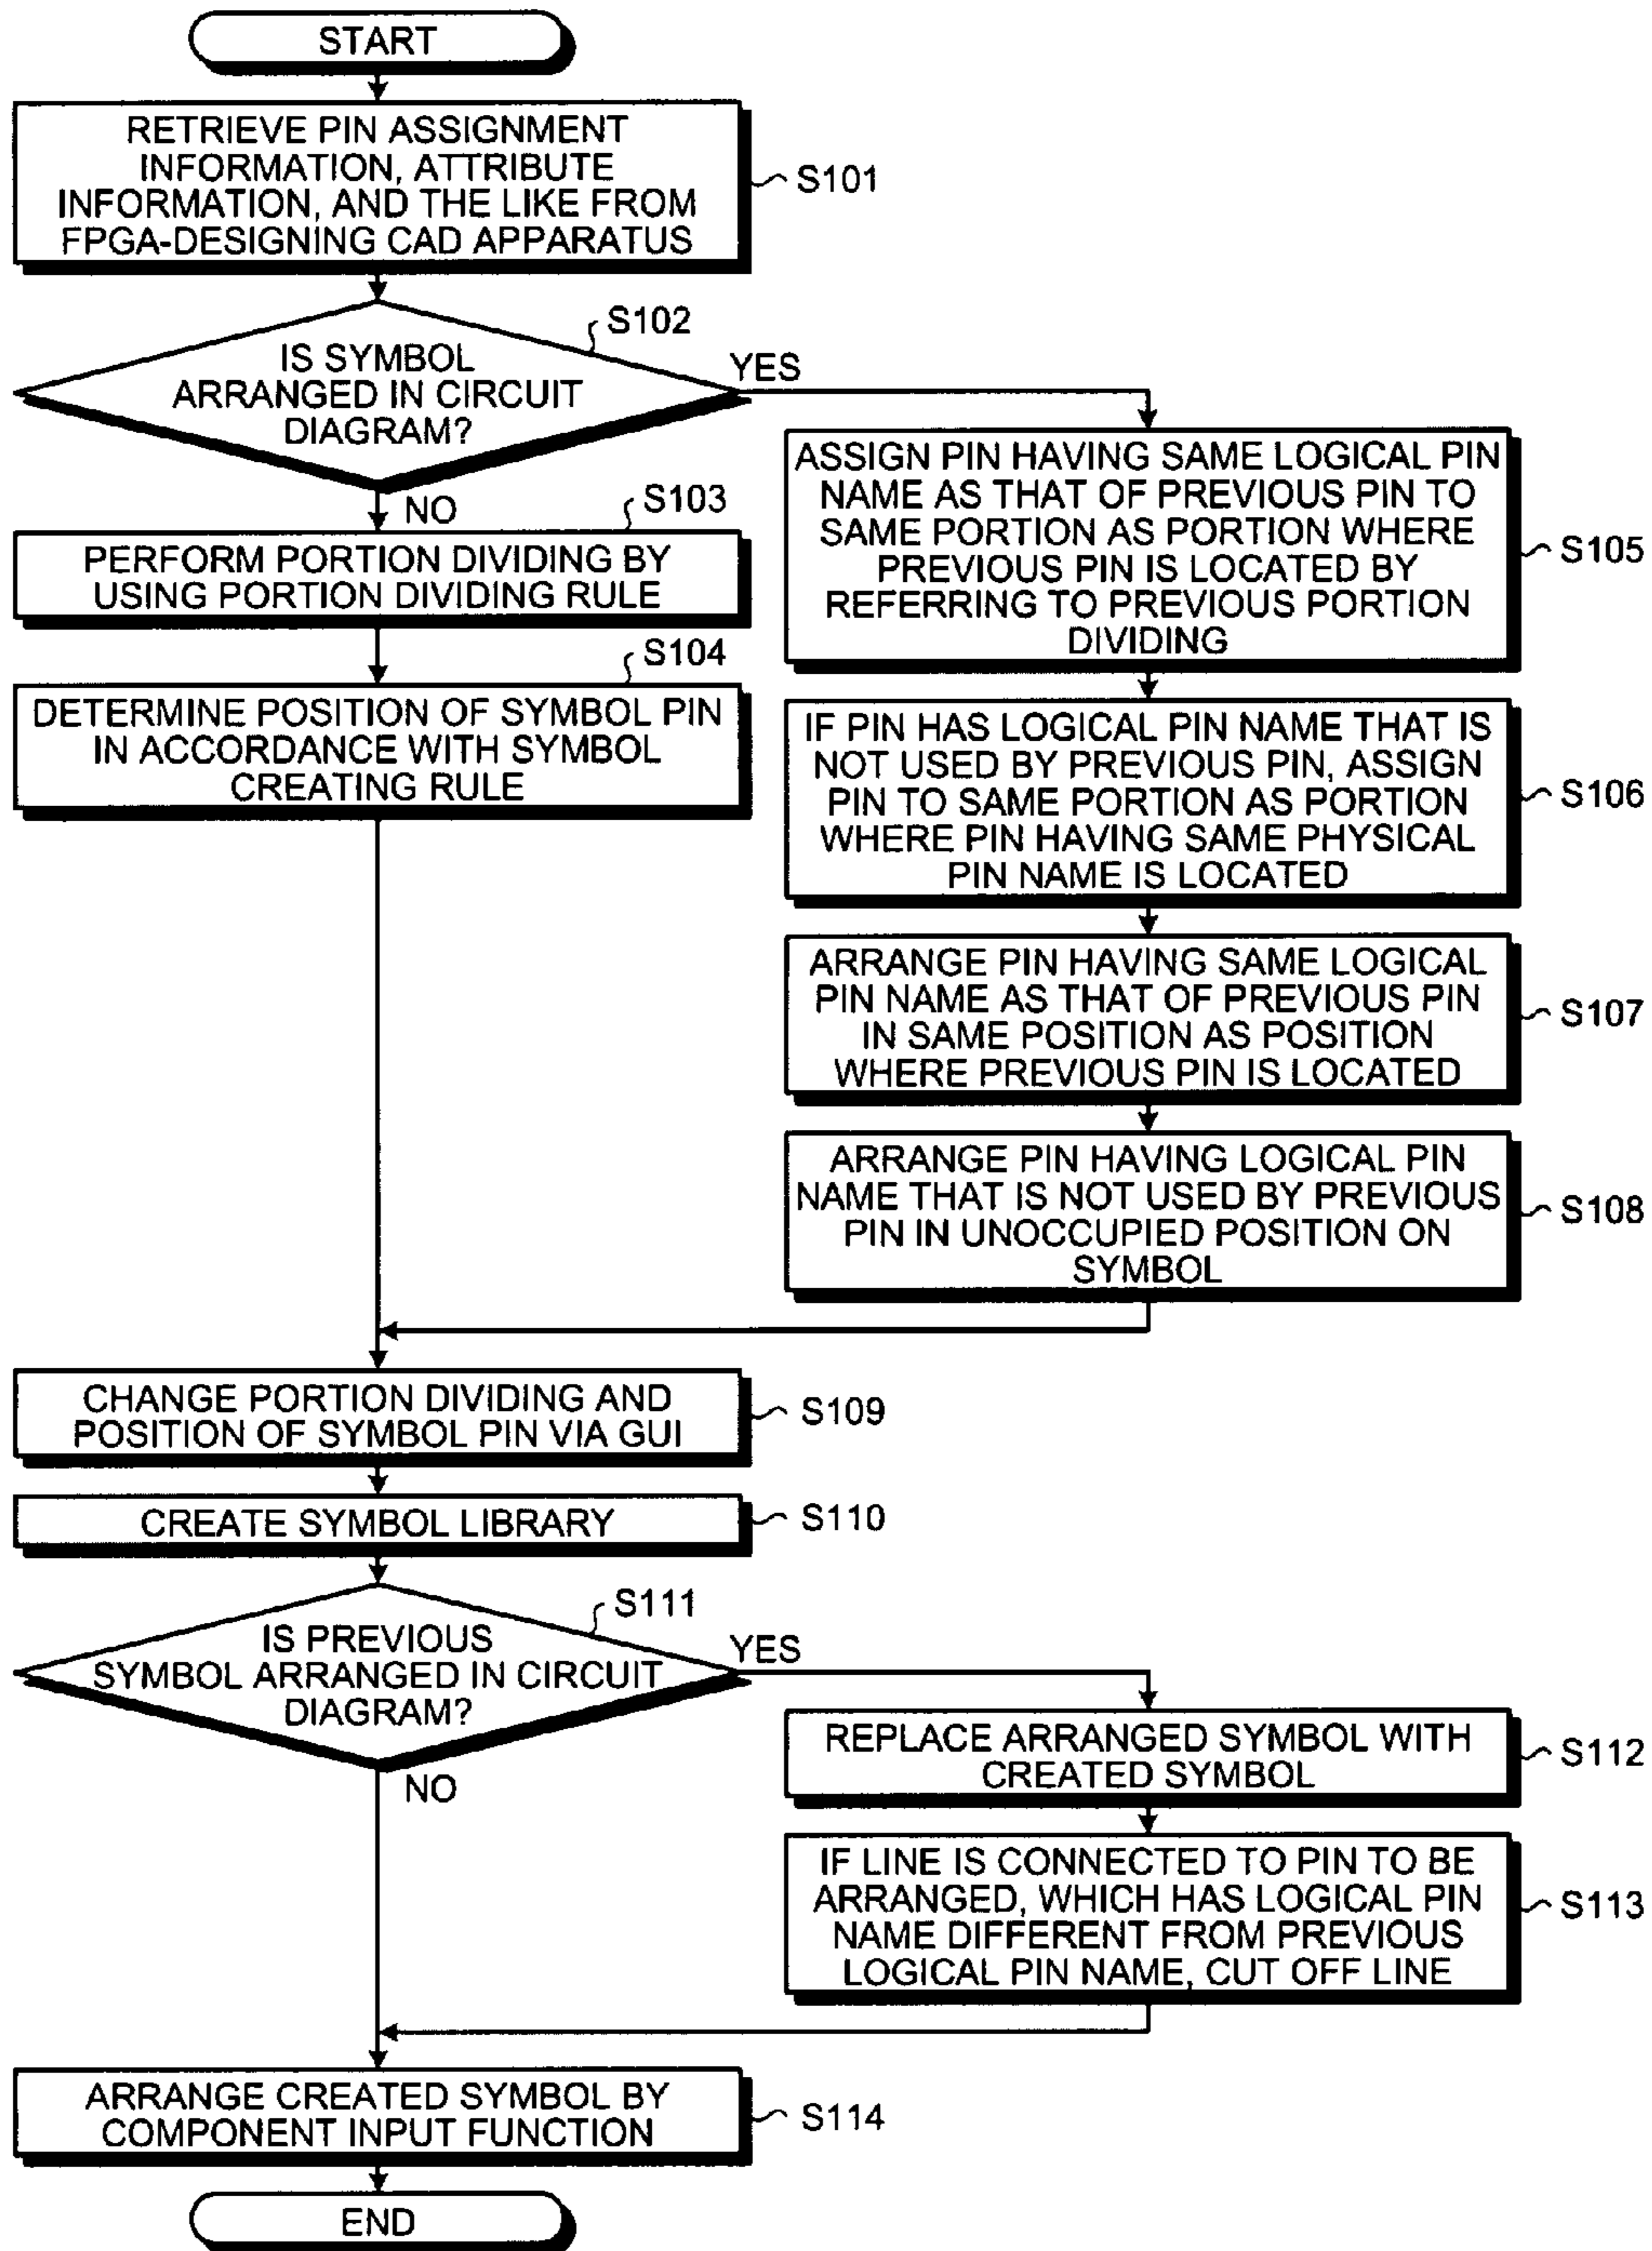 START
RETRIEVE PIN ASSIGNMENT
INFORMATION, ATTRIBUTE
INFORMATION, AND THE LIKE FROM
FPGA-DESIGNING CAD APPARATUS
S101
S102
IS SYMBOL
ARRANGED IN CIRCUIT
DIAGRAM?
YES
NO
S103
PERFORM PORTION DIVIDING BY
USING PORTION DIVIDING RULE
S104
DETERMINE POSITION OF SYMBOL PIN
IN ACCORDANCE WITH SYMBOL
CREATING RULE
ASSIGN PIN HAVING SAME LOGICAL PIN
NAME AS THAT OF PREVIOUS PIN TO
SAME PORTION AS PORTION WHERE
PREVIOUS PIN IS LOCATED BY
REFERRING TO PREVIOUS PORTION
DIVIDING
S105
IF PIN HAS LOGICAL PIN NAME THAT IS
NOT USED BY PREVIOUS PIN, ASSIGN
PIN TO SAME PORTION AS PORTION
WHERE PIN HAVING SAME PHYSICAL
PIN NAME IS LOCATED
S106
ARRANGE PIN HAVING SAME LOGICAL
PIN NAME AS THAT OF PREVIOUS PIN
IN SAME POSITION AS POSITION
WHERE PREVIOUS PIN IS LOCATED
S107
ARRANGE PIN HAVING LOGICAL PIN
NAME THAT IS NOT USED BY PREVIOUS
PIN IN UNOCCUPIED POSITION ON
SYMBOL
S108
CHANGE PORTION DIVIDING AND
POSITION OF SYMBOL PIN VIA GUI
S109
CREATE SYMBOL LIBRARY
S110
S111
IS PREVIOUS
SYMBOL ARRANGED IN CIRCUIT
DIAGRAM?
YES
NO
REPLACE ARRANGED SYMBOL WITH
CREATED SYMBOL
S112
IF LINE IS CONNECTED TO PIN TO BE
ARRANGED, WHICH HAS LOGICAL PIN
NAME DIFFERENT FROM PREVIOUS
LOGICAL PIN NAME, CUT OFF LINE
S113
ARRANGE CREATED SYMBOL BY
COMPONENT INPUT FUNCTION
S114
END